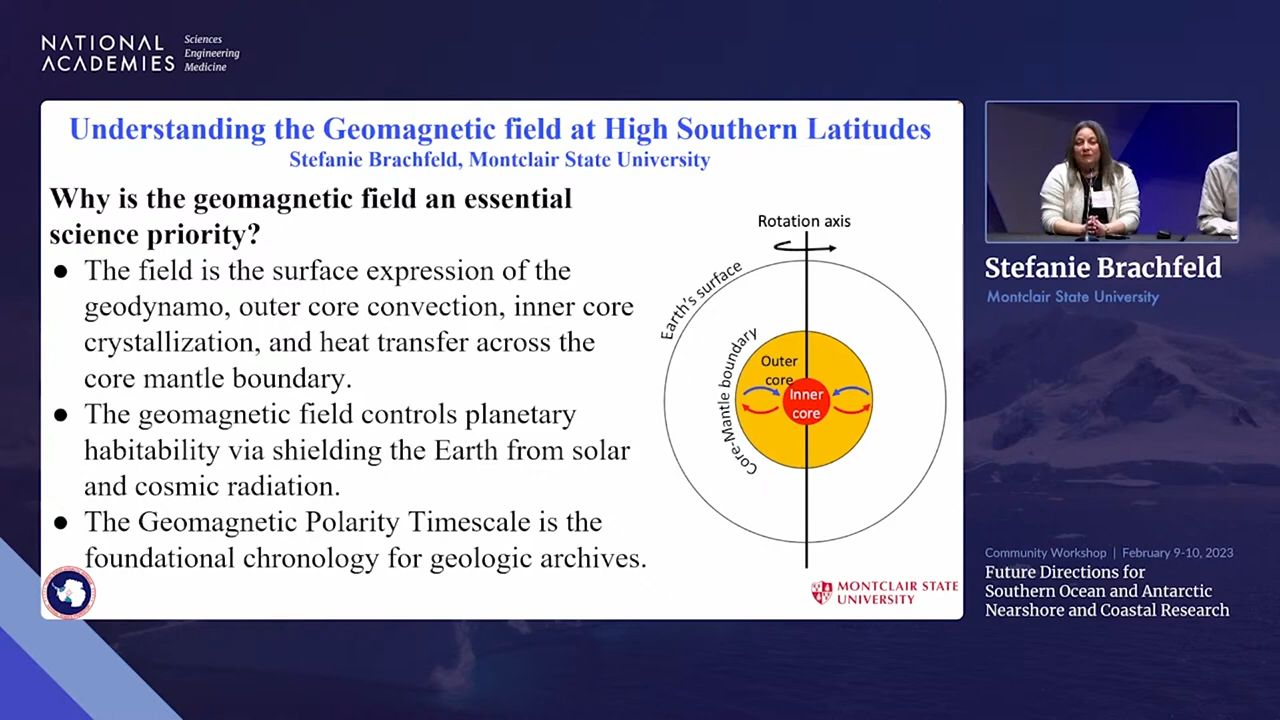 NATIONAL
ACADEMIES
Sciences
Engineering
Medicine
Understanding the Geomagnetic field at High Southern Latitudes
Stefanie Brachfeld, Montclair State University
Why is the geomagnetic field an essential
science priority?
● The field is the surface expression of the
geodynamo, outer core convection, inner core
crystallization, and heat transfer across the
core mantle boundary.
● The geomagnetic field controls planetary
habitability via shielding the Earth from solar
and cosmic radiation.
● The Geomagnetic Polarity Timescale is the
foundational chronology for geologic archives.
Rotation axis
Earth's surface
Core-Mantle boundary
Outer
core
Inner
core
MONTCLAIR STATE
UNIVERSITY
Stefanie Brachfeld
Montclair State University
Community Workshop | February 9-10, 2023
Future Directions for
Southern Ocean and Antarctic
Nearshore and Coastal Research